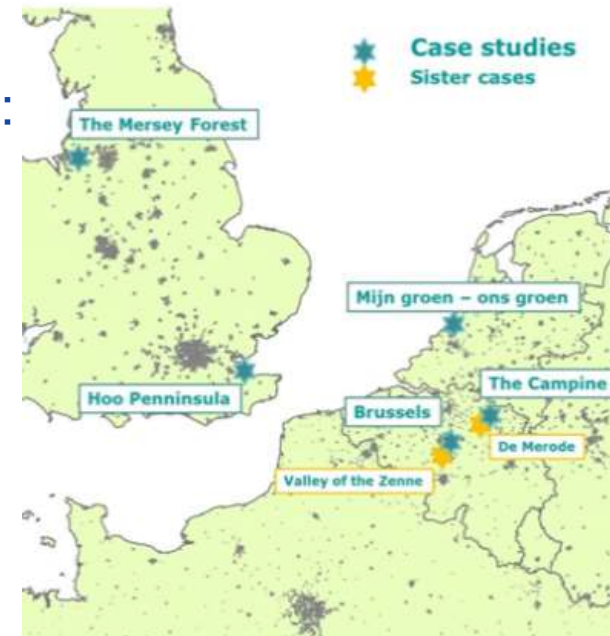 Case studies
Sister cases
The Mersey Forest
Mijn groen – ons groen
Hoo Penninsula
The Campine
Brussels
De Merode
Valley of the Zenne